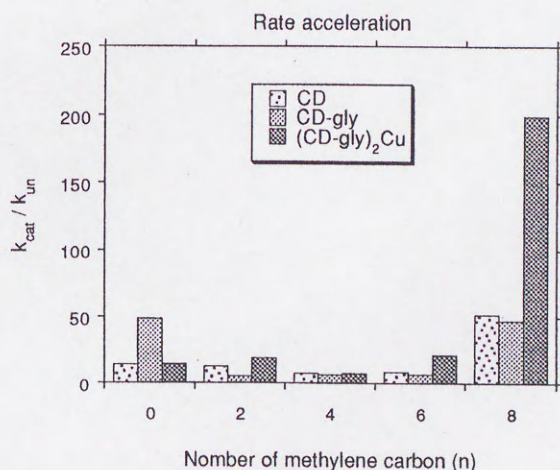 Rate acceleration
250
200
150
100
50
0
k_cat / k_un
CD
CD-gly
(CD-gly)₂Cu
0 2 4 6 8
Nomber of methylene carbon (n)